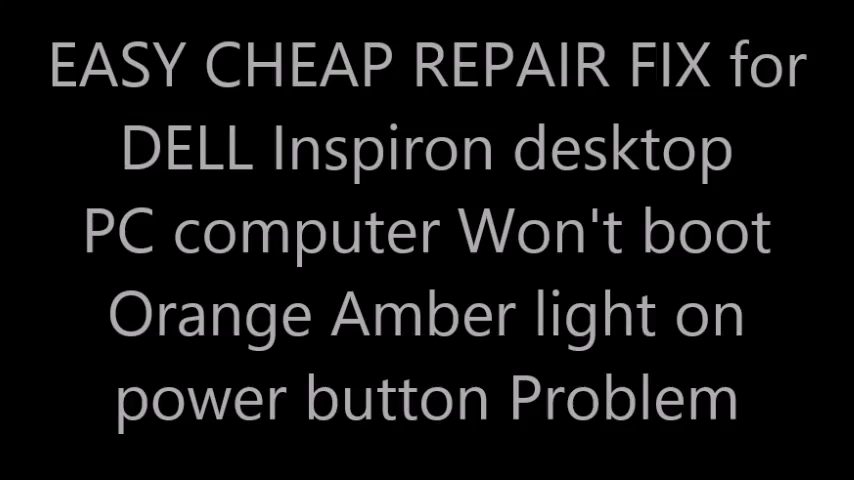 EASY CHEAP REPAIR FIX for
DELL Inspiron desktop
PC computer Won't boot
Orange Amber light on
power button Problem